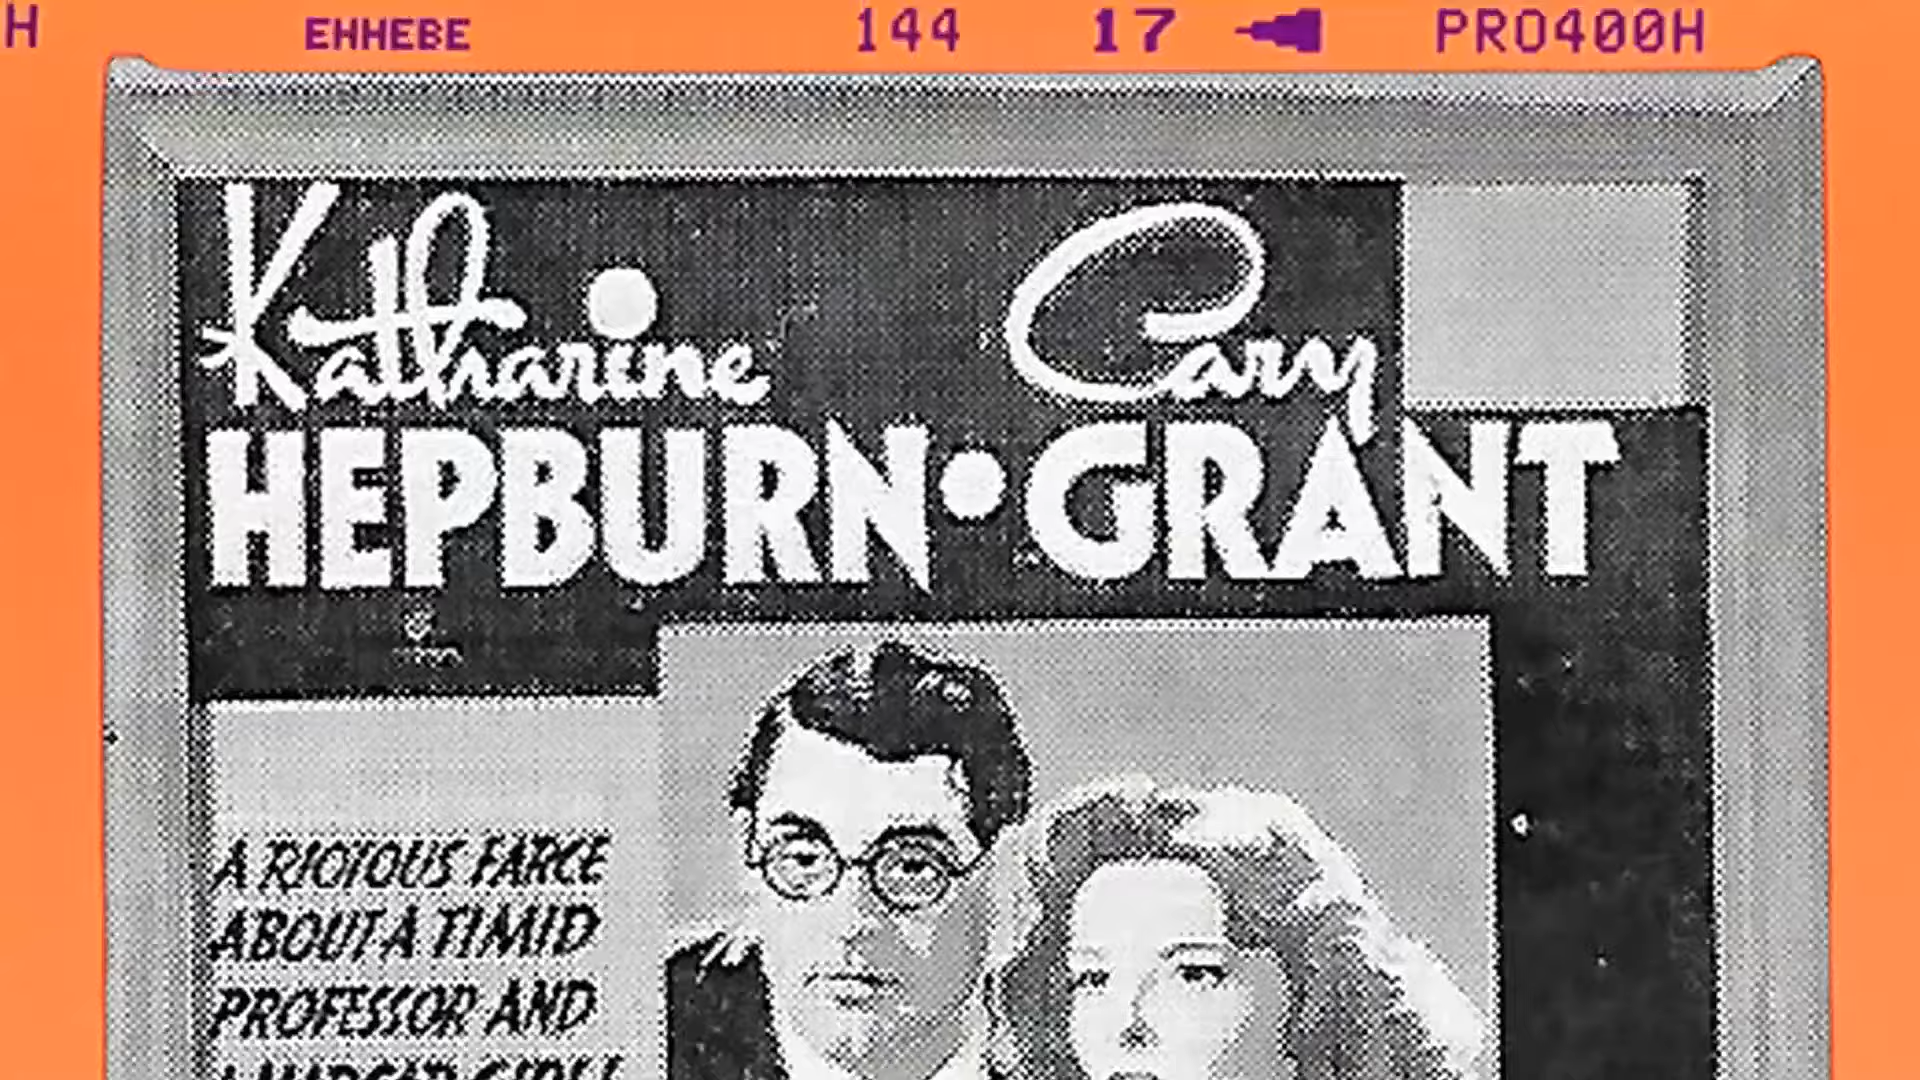 H EHHEBE 144 17 PRO400H
Katharine Cary
HEPBURN • GRANT
A RIOTOUS FARCE
ABOUT A TIMID
PROFESSOR AND